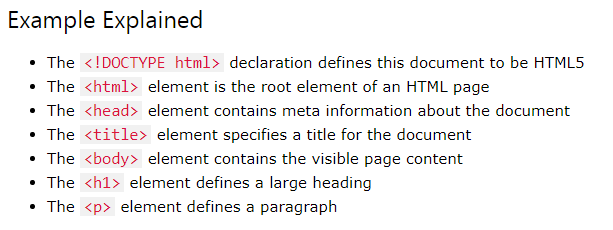 Example Explained
• The <!DOCTYPE html> declaration defines this document to be HTML5
• The <html> element is the root element of an HTML page
• The <head> element contains meta information about the document
• The <title> element specifies a title for the document
• The <body> element contains the visible page content
• The <h1> element defines a large heading
• The <p> element defines a paragraph